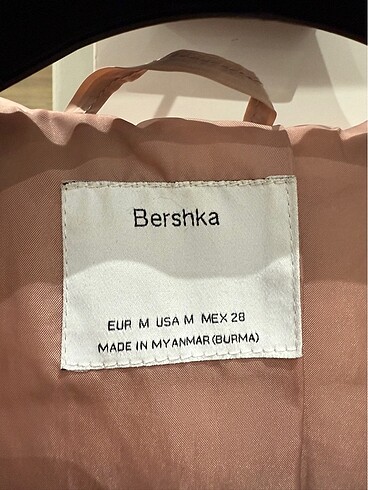 Bershka
EUR M USA M MEX 28
MADE IN MYANMAR (BURMA)